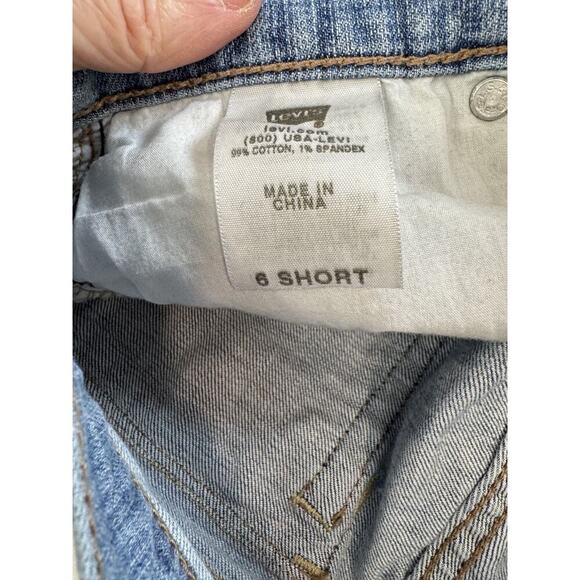 Levi's
levi.com
(800) USA-LEVI
99% COTTON, 1% SPANDEX
MADE IN
CHINA
6 SHORT